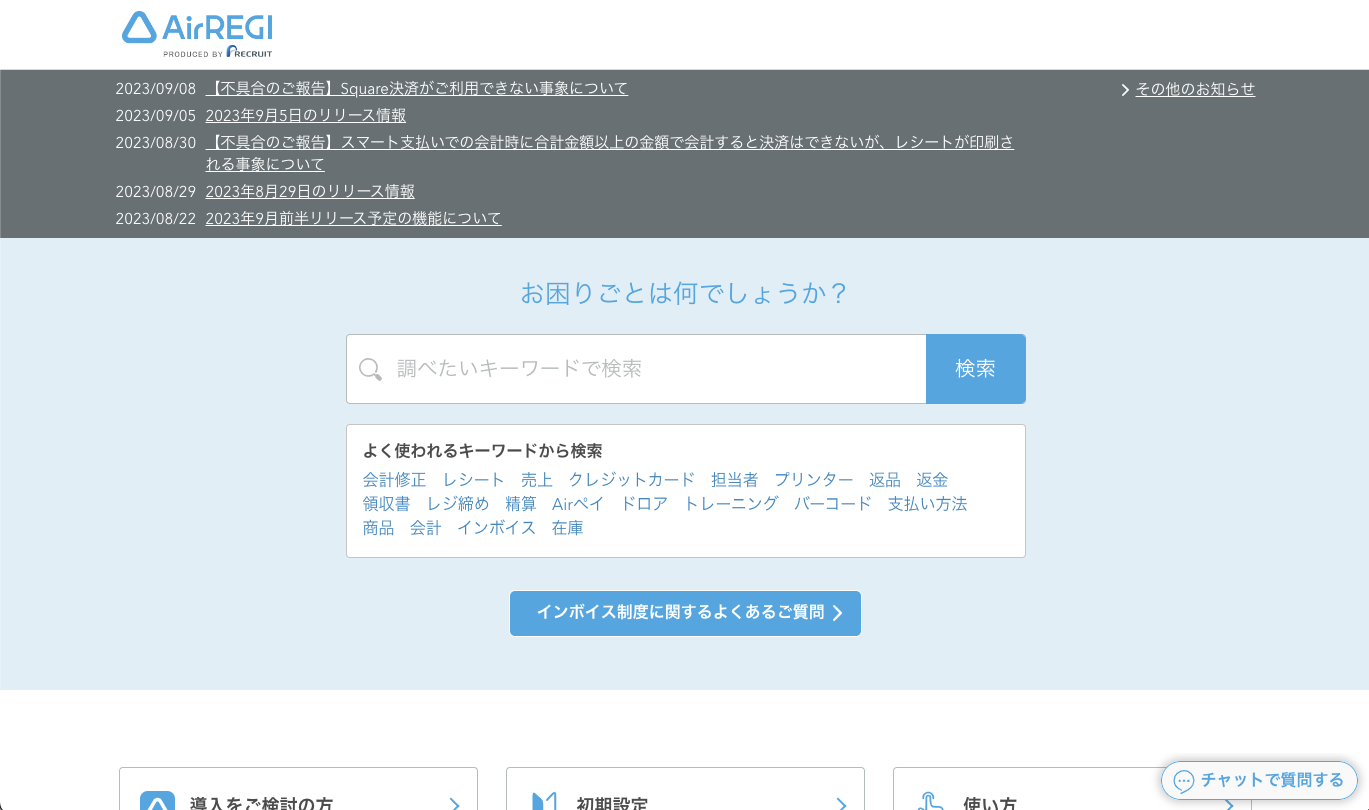 AirREGI
PRODUCED BY RECRUIT
2023/09/08 【不具合のご報告】Square決済がご利用できない事象について
その他のお知らせ
2023/09/05 2023年9月5日のリリース情報
2023/08/30 【不具合のご報告】スマート支払いでの会計時に合計金額以上の金額で会計すると決済はできないが、レシートが印刷さ
れる事象について
2023/08/29 2023年8月29日のリリース情報
2023/08/22 2023年9月前半リリース予定の機能について
お困りごとは何でしょうか？
調べたいキーワードで検索
検索
よく使われるキーワードから検索
会計修正 レシート 売上 クレジットカード 担当者 プリンター 返品 返金
領収書 レジ締め 精算 Airペイ ドロア トレーニング バーコード 支払い方法
商品 会計 インボイス 在庫
インボイス制度に関するよくあるご質問
チャットで質問する
導入をご検討の方
初期設定
使い方